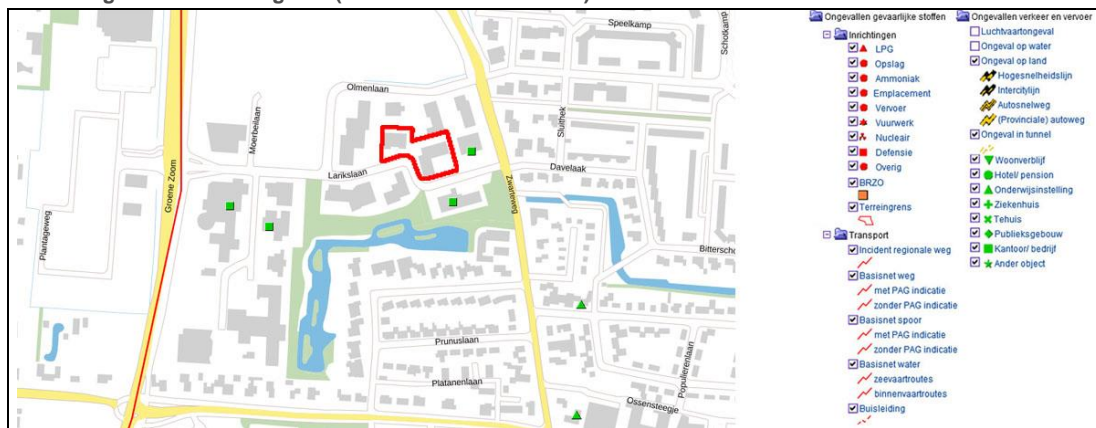 Speelkamp
Schotkamp
Olmenlaan
Moerbeilaan
Sluithek
Larikslaan
Davelaak
Groene Zoom
Zwarteweg
Plantageweg
Prunuslaan
Platanenlaan
Populierenlaan
Ossensteegje
Ongevallen gevaarlijke stoffen
Inrichtingen
LPG
Opslag
Ammoniak
Emplacement
Vervoer
Vuurwerk
Nucleair
Defensie
Overig
BRZO
Terreingrens
Transport
Incident regionale weg
Basisnet weg
met PAG indicatie
zonder PAG indicatie
Basisnet spoor
met PAG indicatie
zonder PAG indicatie
Basisnet water
zeevaartroutes
binnenvaartroutes
Buisleiding
Ongevallen verkeer en vervoer
Luchtvaartongeval
Ongeval op water
Ongeval op land
Hogesnelheidslijn
Intercitylijn
Autosnelweg
(Provinciale) autoweg
Ongeval in tunnel
Woonverblijf
Hotel/ pension
Onderwijsinstelling
Ziekenhuis
Tehuis
Publieksgebouw
Kantoor/ bedrijf
Ander object